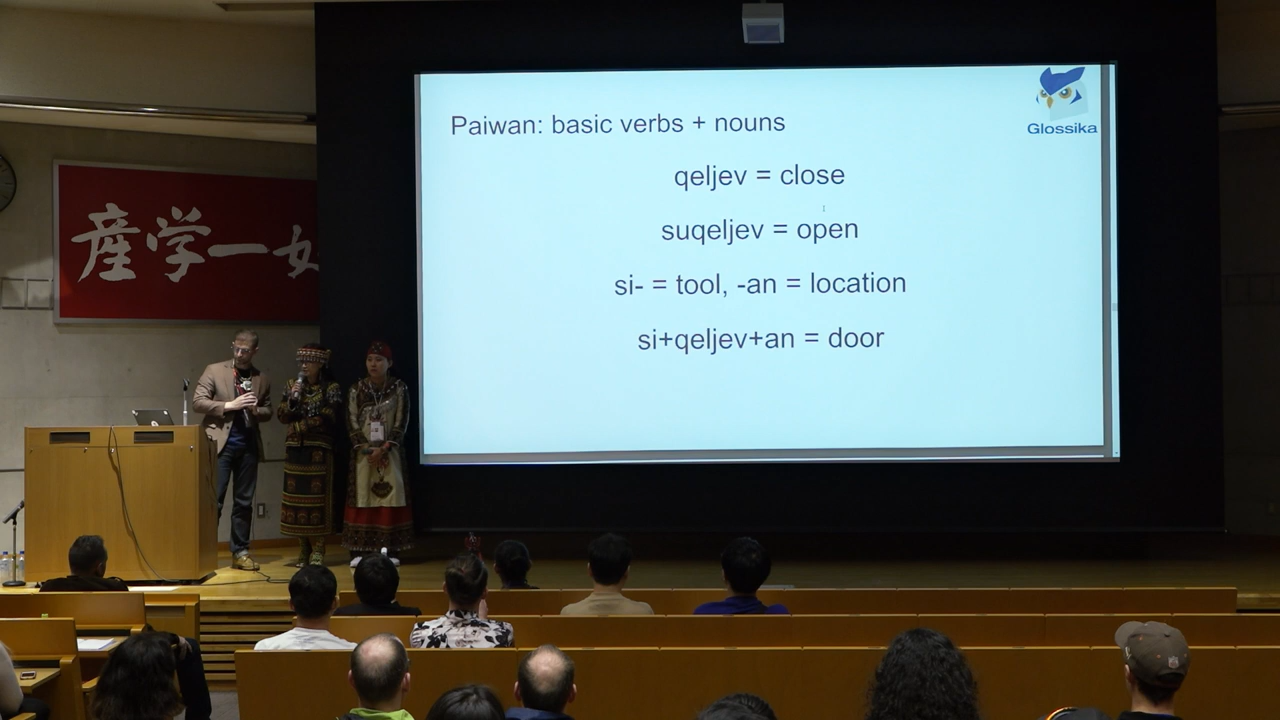 Paiwan: basic verbs + nouns
Glossika
qeljev = close
suqeljev = open
si- = tool, -an = location
si+qeljev+an = door
産学一如